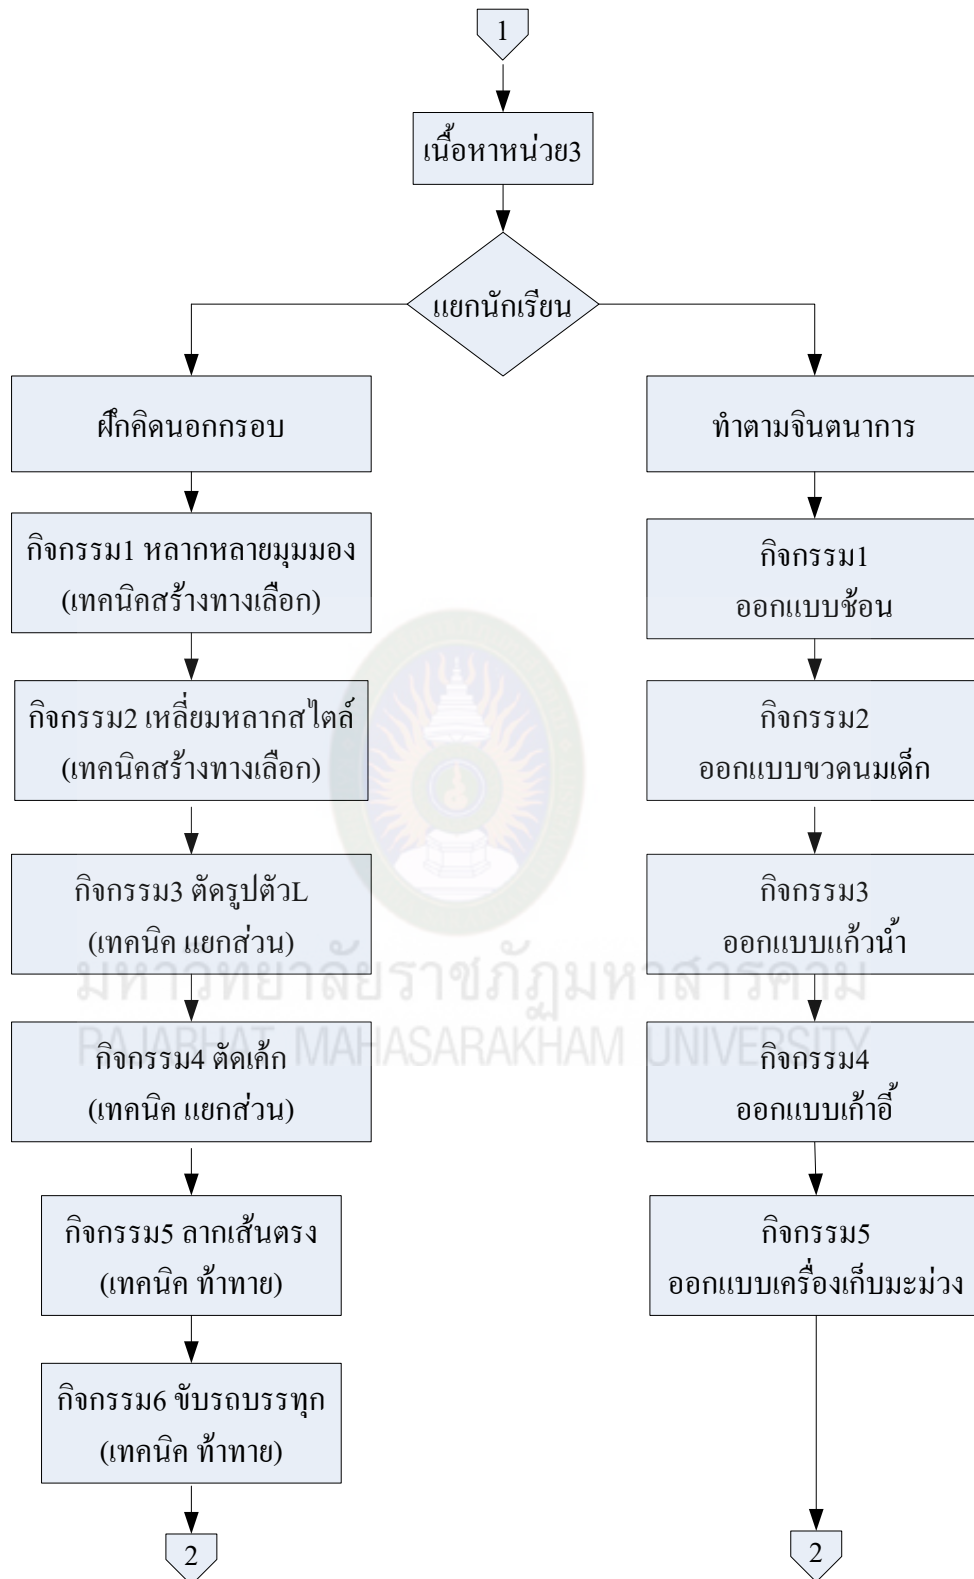 1
เนื้อหาหน่วย3
แยกนักเรียน
ฝึกคิดนอกกรอบ
กิจกรรม1 หลากหลายมุมมอง
(เทคนิคสร้างทางเลือก)
กิจกรรม2 เหลี่ยมหลากสไตล์
(เทคนิคสร้างทางเลือก)
กิจกรรม3 ตัดรูปตัวL
(เทคนิค แยกส่วน)
กิจกรรม4 ตัดเค้ก
(เทคนิค แยกส่วน)
กิจกรรม5 ลากเส้นตรง
(เทคนิค ท้าทาย)
กิจกรรม6 ขับรถบรรทุก
(เทคนิค ท้าทาย)
2
ทำตามจินตนาการ
กิจกรรม1
ออกแบบช้อน
กิจกรรม2
ออกแบบขวดนมเด็ก
กิจกรรม3
ออกแบบแก้วน้ำ
กิจกรรม4
ออกแบบเก้าอี้
กิจกรรม5
ออกแบบเครื่องเก็บมะม่วง
2
มหาวิทยาลัยราชภัฏมหาสารคาม
RAJABHAT MAHASARAKHAM UNIVERSITY